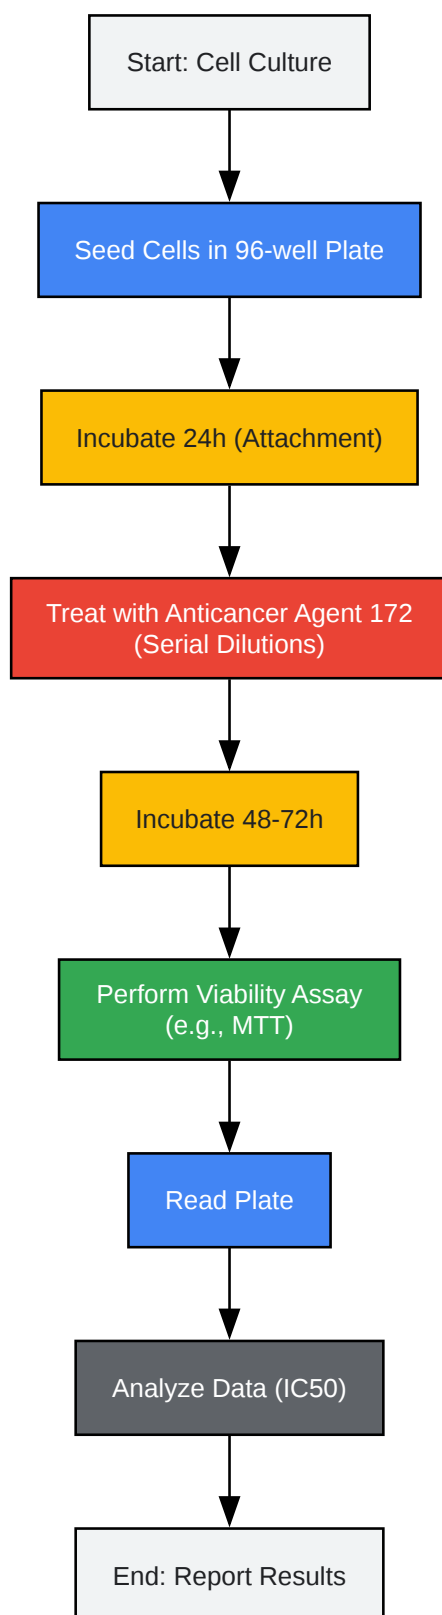 Start: Cell Culture
Seed Cells in 96-well Plate
Incubate 24h (Attachment)
Treat with Anticancer Agent 172
(Serial Dilutions)
Incubate 48-72h
Perform Viability Assay
(e.g., MTT)
Read Plate
Analyze Data (IC50)
End: Report Results